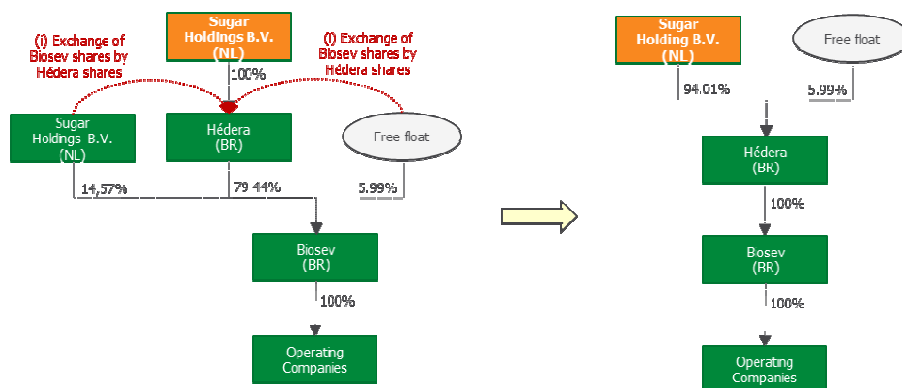 Sugar
Holdings B.V.
(NL)
(i) Exchange of
Biosev shares by
Hédera shares
(i) Exchange of
Biosev shares by
Hédera shares
100%
Sugar
Holdings B.V.
(NL)
Hédera
(BR)
Free float
14,57%
79.44%
5.99%
Biosev
(BR)
100%
Operating
Companies
Sugar
Holding B.V.
(NL)
Free float
94.01%
5.99%
Hédera
(BR)
100%
Bosev
(BR)
100%
Operating
Companies